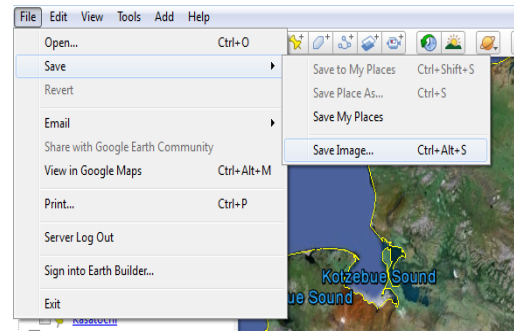 File Edit View Tools Add Help
Open... Ctrl+O
Save
Revert
Email
Share with Google Earth Community
View in Google Maps Ctrl+Alt+M
Print... Ctrl+P
Server Log Out
Sign into Earth Builder...
Exit
Save to My Places Ctrl+Shift+S
Save Place As... Ctrl+S
Save My Places
Save Image... Ctrl+Alt+S
Kotzebue Sound
ue Sound
Kasatochi